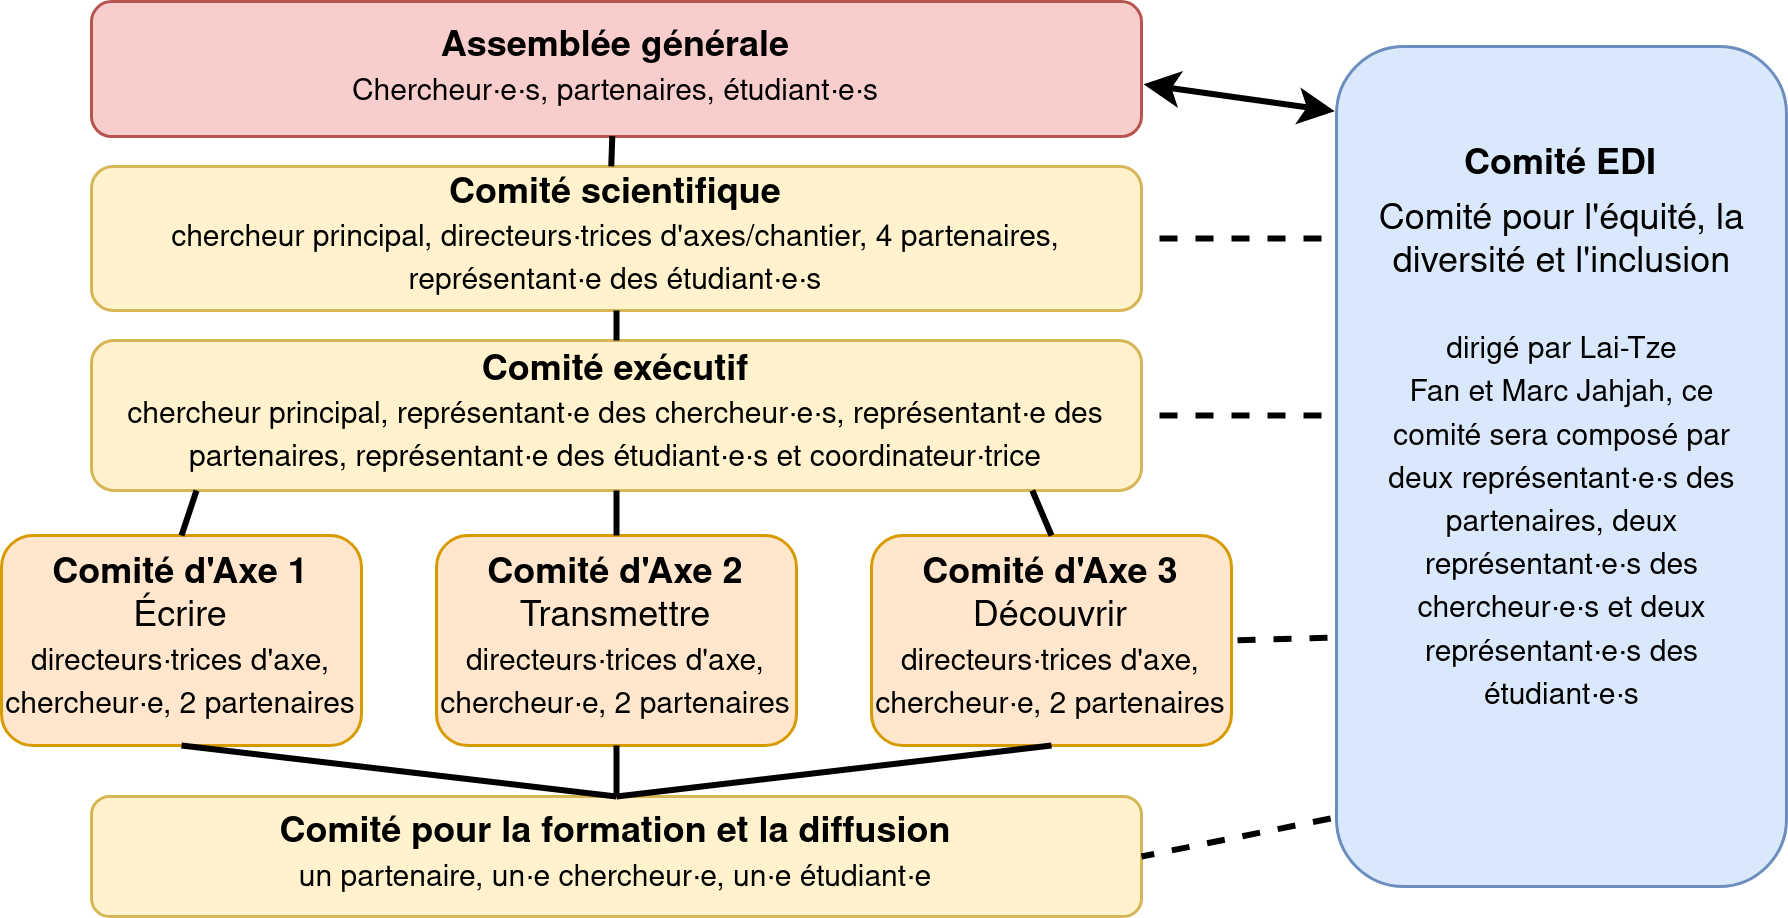 Assemblée générale
Chercheur·e·s, partenaires, étudiant·e·s
Comité scientifique
chercheur principal, directeurs·trices d'axes/chantier, 4 partenaires,
représentant·e des étudiant·e·s
Comité exécutif
chercheur principal, représentant·e des chercheur·e·s, représentant·e des
partenaires, représentant·e des étudiant·e·s et coordinateur·trice
Comité d'Axe 1
Écrire
directeurs·trices d'axe,
chercheur·e, 2 partenaires
Comité d'Axe 2
Transmettre
directeurs·trices d'axe,
chercheur·e, 2 partenaires
Comité d'Axe 3
Découvrir
directeurs·trices d'axe,
chercheur·e, 2 partenaires
Comité pour la formation et la diffusion
un partenaire, un·e chercheur·e, un·e étudiant·e
Comité EDI
Comité pour l'équité, la
diversité et l'inclusion
dirigé par Lai-Tze
Fan et Marc Jahjah, ce
comité sera composé par
deux représentant·e·s des
partenaires, deux
représentant·e·s des
chercheur·e·s et deux
représentant·e·s des
étudiant·e·s